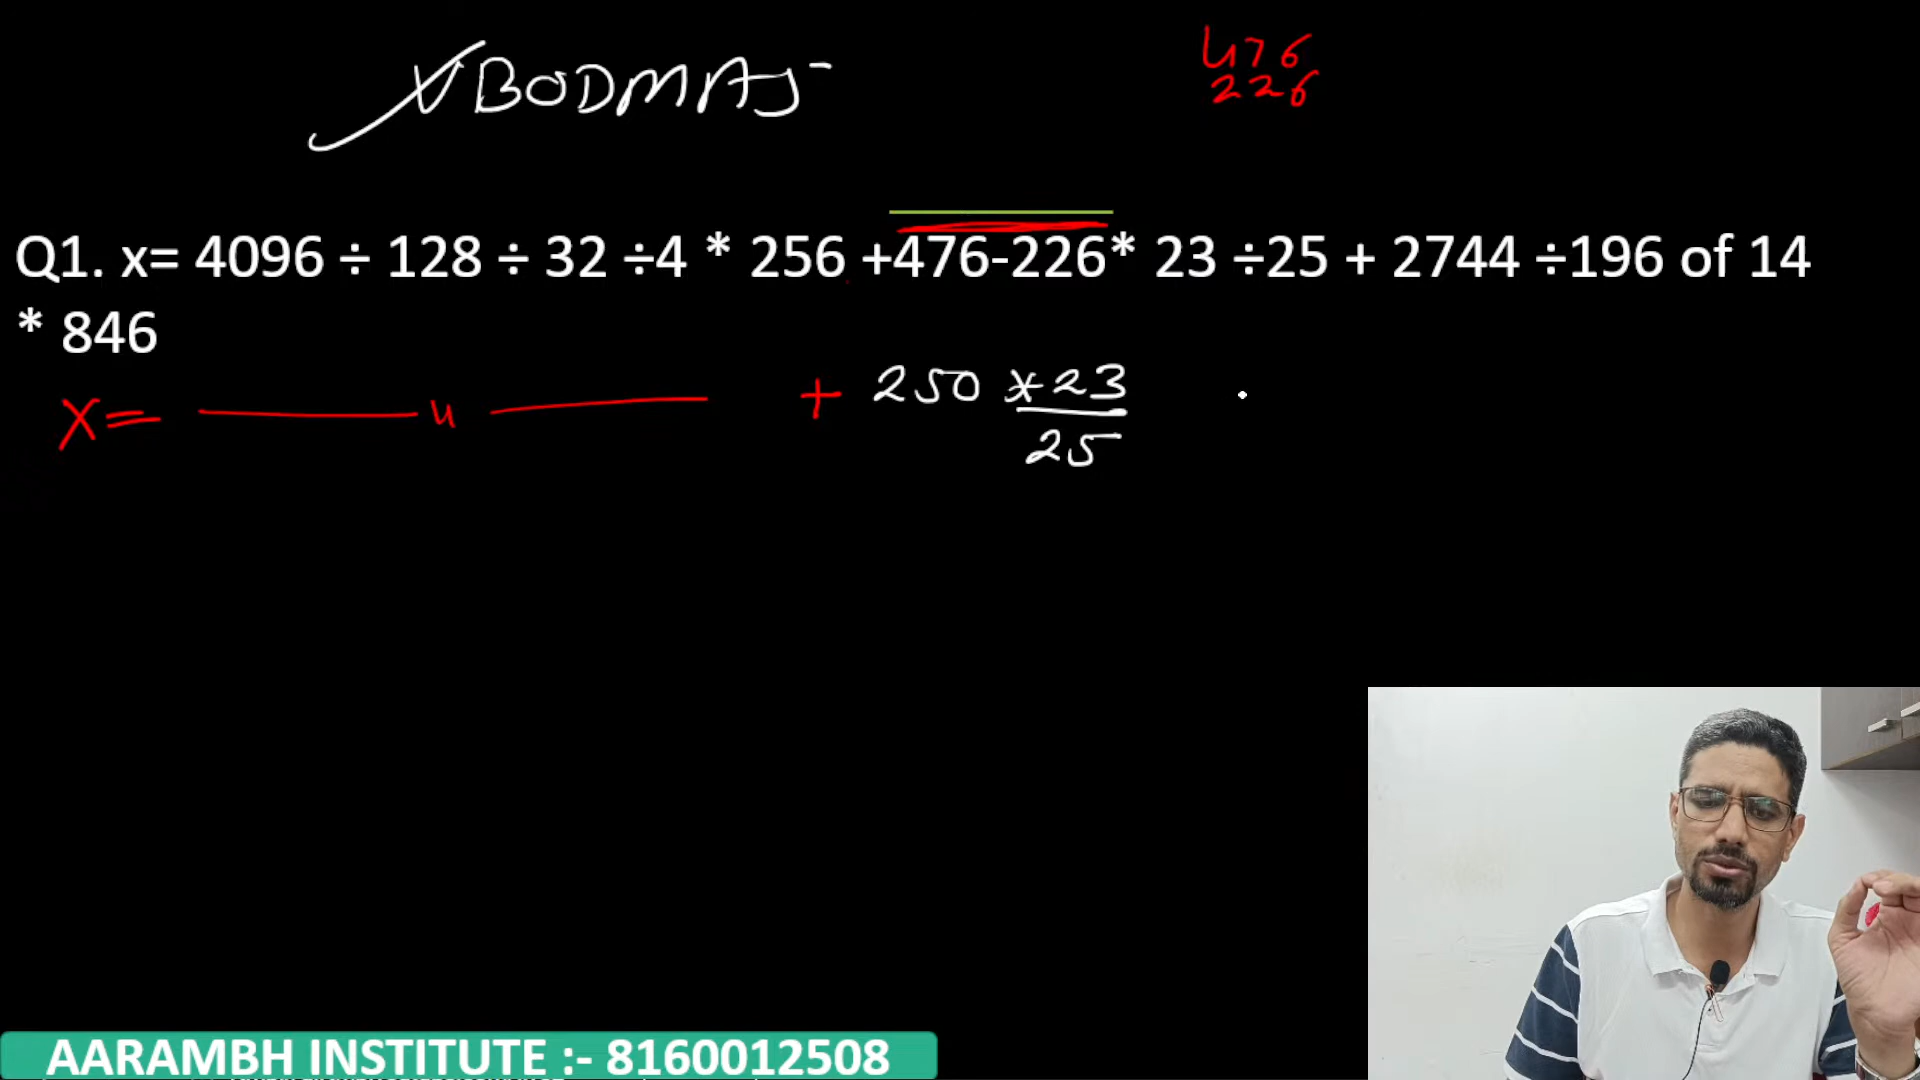 VBODMAS
476
226
Q1. x= 4096 ÷ 128 ÷ 32 ÷4 * 256 +476-226* 23 ÷25 + 2744 ÷196 of 14
* 846
X= 4 + 250 * 23
25
AARAMBH INSTITUTE :- 8160012508